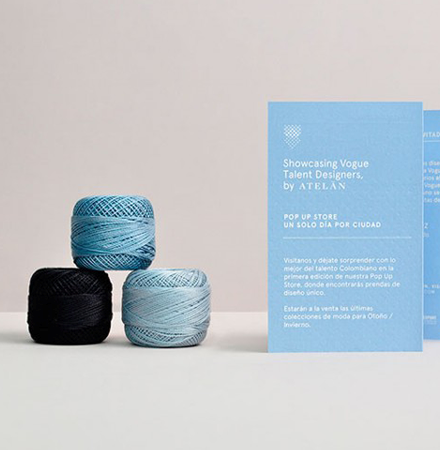 Showcasing Vogue
Talent Designers,
by ATELÂN
POP UP STORE
UN SOLO DÍA POR CIUDAD
Visítanos y déjate sorprender con lo
mejor del talento Colombiano en la
primera edición de nuestra Pop Up
Store, donde encontrarás prendas de
diseño único.
Estarán a la venta las últimas
colecciones de moda para Otoño /
Invierno.